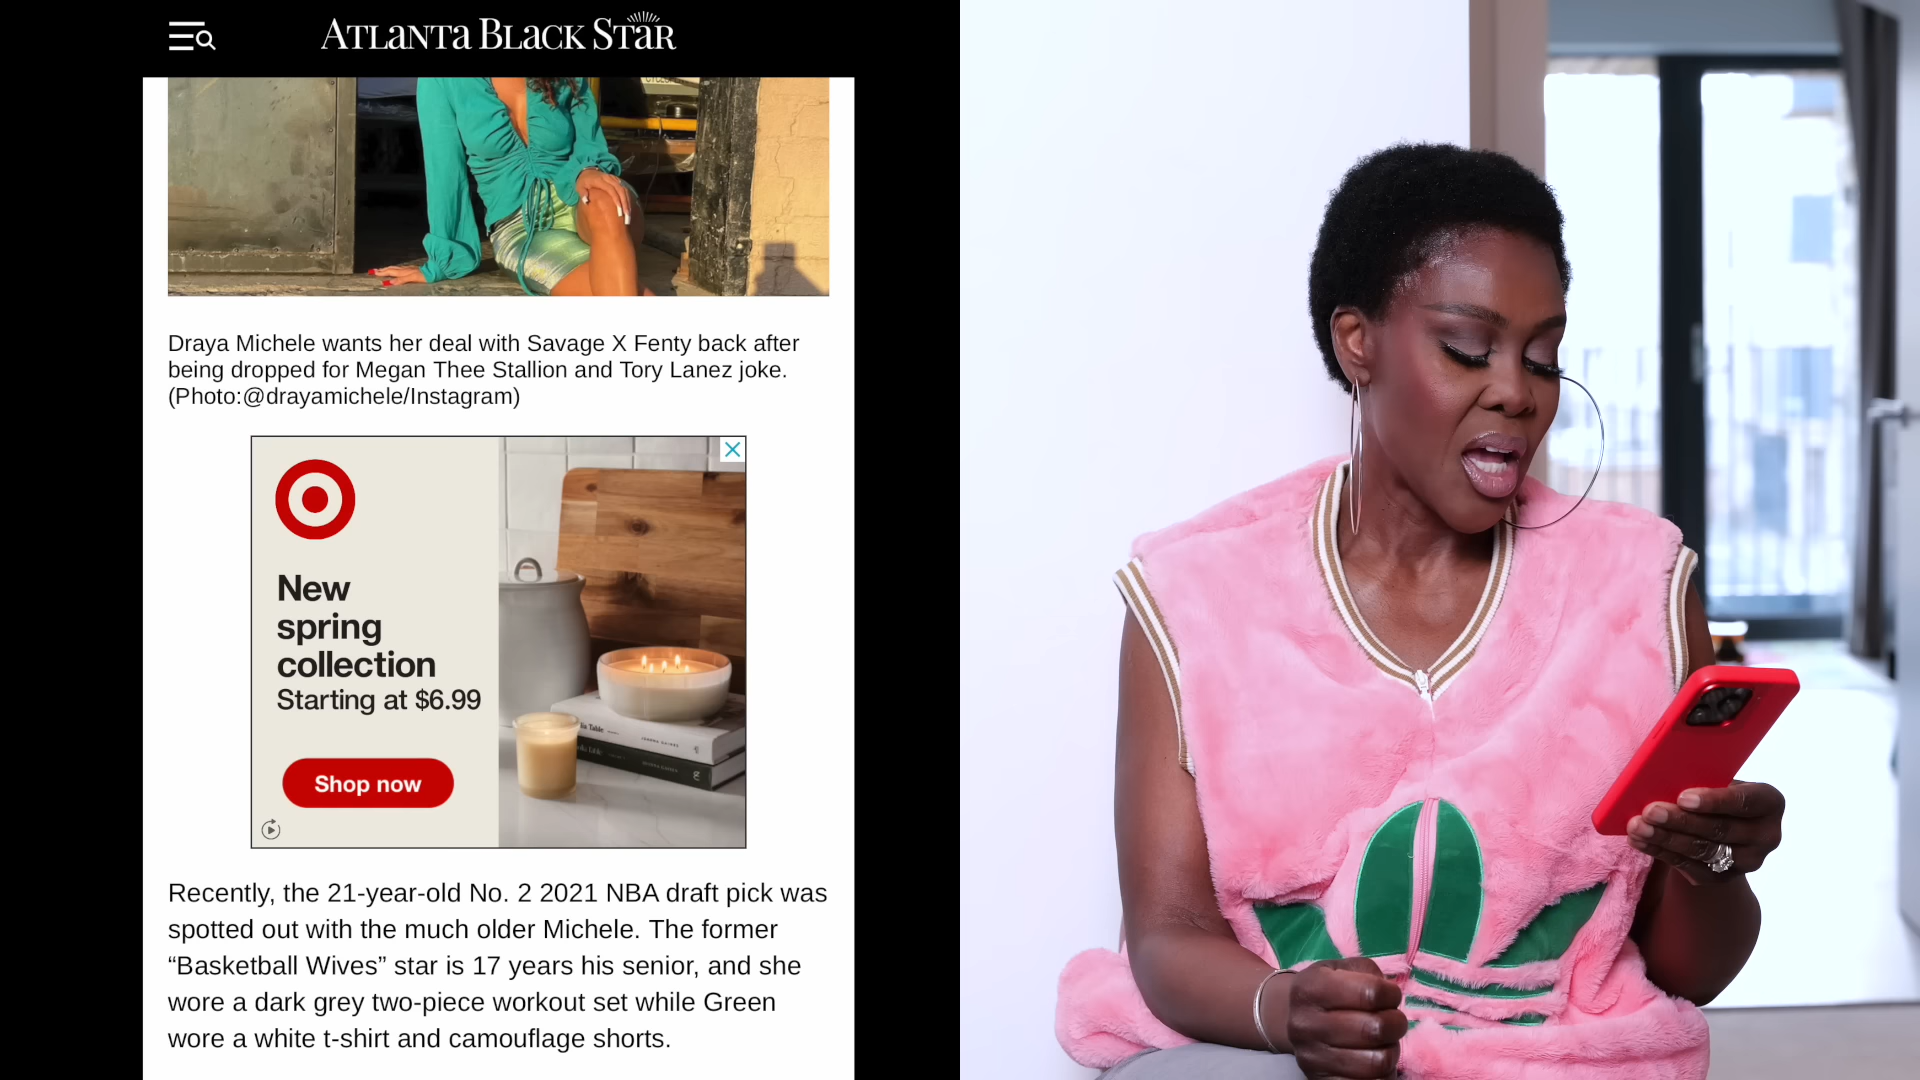 ATLANTA BLACK STAR
Draya Michele wants her deal with Savage X Fenty back after
being dropped for Megan Thee Stallion and Tory Lanez joke.
(Photo:@drayamichele/Instagram)
New
spring
collection
Starting at $6.99
Shop now
Recently, the 21-year-old No. 2 2021 NBA draft pick was
spotted out with the much older Michele. The former
“Basketball Wives” star is 17 years his senior, and she
wore a dark grey two-piece workout set while Green
wore a white t-shirt and camouflage shorts.